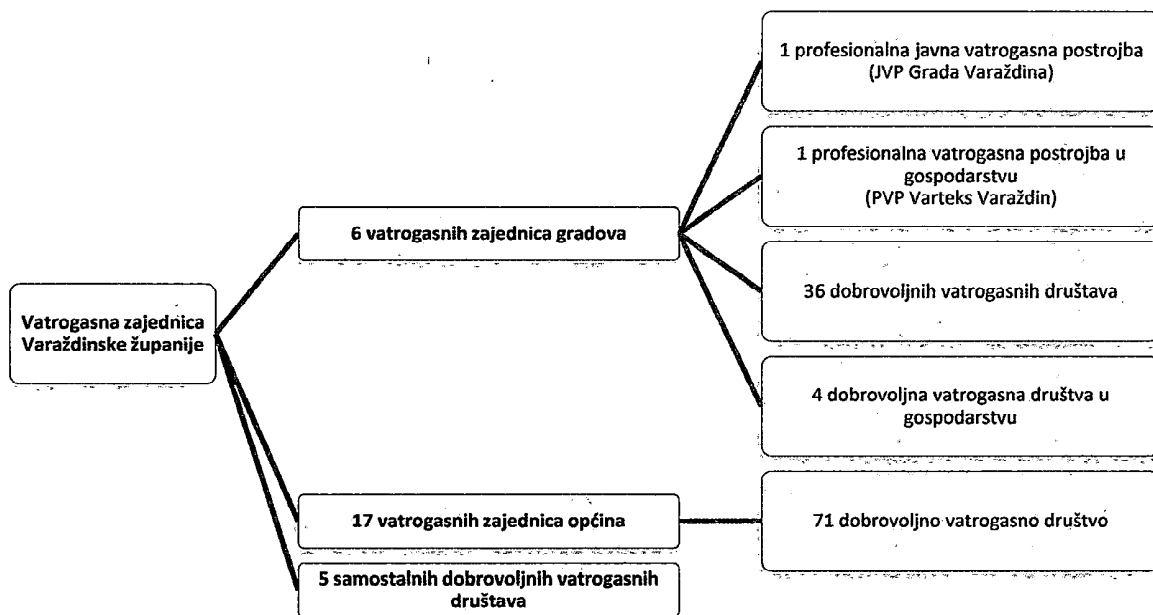 Vatrogasna zajednica
Varaždinske županije
6 vatrogasnih zajednica gradova
1 profesionalna javna vatrogasna postrojba
(JVP Grada Varaždina)
1 profesionalna vatrogasna postrojba u
gospodarstvu
(PVP Varteks Varaždin)
36 dobrovoljnih vatrogasnih društava
4 dobrovoljna vatrogasna društva u
gospodarstvu
17 vatrogasnih zajednica općina
71 dobrovoljno vatrogasno društvo
5 samostalnih dobrovoljnih vatrogasnih
društava